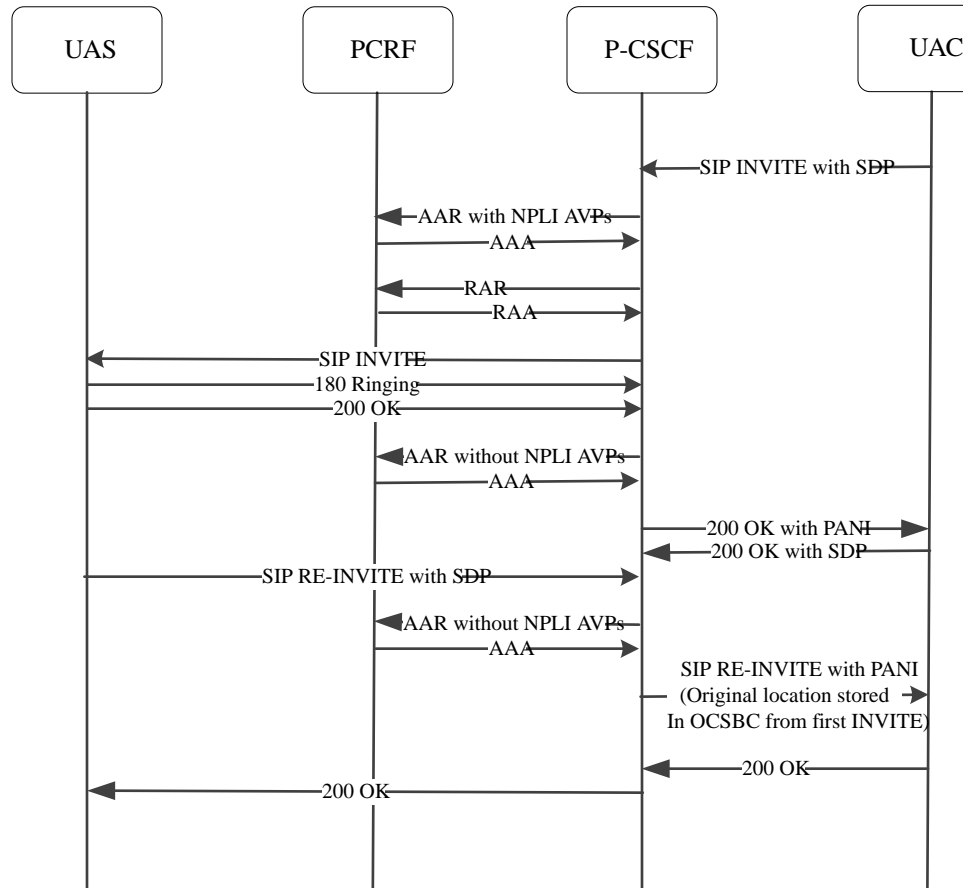 UAS
PCRF
P-CSCF
UAC
SIP INVITE with SDP
AAR with NPLI AVPs
AAA
RAR
RAA
SIP INVITE
180 Ringing
200 OK
AAR without NPLI AVPs
AAA
200 OK with PANI
200 OK with SDP
SIP RE-INVITE with SDP
AAR without NPLI AVPs
AAA
SIP RE-INVITE with PANI
(Original location stored
In OCSBC from first INVITE)
200 OK
200 OK